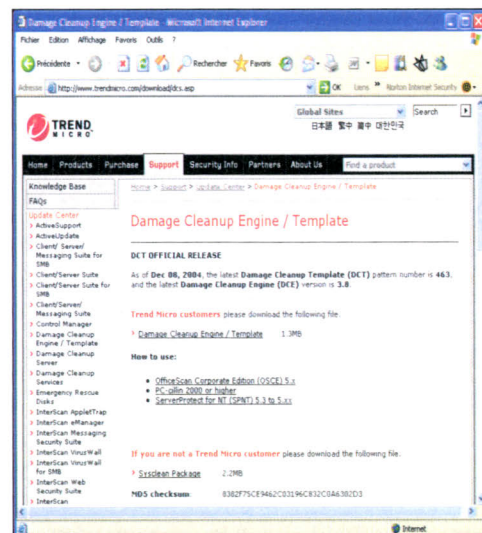 Damage Cleanup Engine / Template - Microsoft Internet Explorer
Fichier Edition Affichage Favoris Outils ?
Précédente Rechercher Favoris
Adresse http://www.trendmicro.com/download/dcs.asp OK Liens » Norton Internet Security
Global Sites Search
日本語 繁中 簡中 대한민국
TREND MICRO
Home Products Purchase Support Security Info Partners About Us Find a product
Knowledge Base
FAQs
Update Center
> ActiveSupport
> ActiveUpdate
> Client/ Server/
Messaging Suite for
SMB
> Client/Server Suite
> Client/Server Suite for
SMB
> Client/Server/
Messaging Suite
> Control Manager
> Damage Cleanup
Engine / Template
> Damage Cleanup
Server
> Damage Cleanup
Services
> Emergency Rescue
Disks
> InterScan AppletTrap
> InterScan eManager
> InterScan Messaging
Security Suite
> InterScan VirusWall
> InterScan VirusWall
for SMB
> InterScan Web
Security Suite
> InterScan
Home > Support > Update Center > Damage Cleanup Engine / Template
Damage Cleanup Engine / Template
DCT OFFICIAL RELEASE
As of Dec 08, 2004, the latest Damage Cleanup Template (DCT) pattern number is 463,
and the latest Damage Cleanup Engine (DCE) version is 3.8.
Trend Micro customers please download the following file.
> Damage Cleanup Engine / Template 1.3MB
How to use:
OfficeScan Corporate Edition (OSCE) 5.x
PC-cillin 2000 or higher
ServerProtect for NT (SPNT) 5.3 to 5.xx
If you are not a Trend Micro customer please download the following file.
> Sysclean Package 2.2MB
MD5 checksum:
Internet